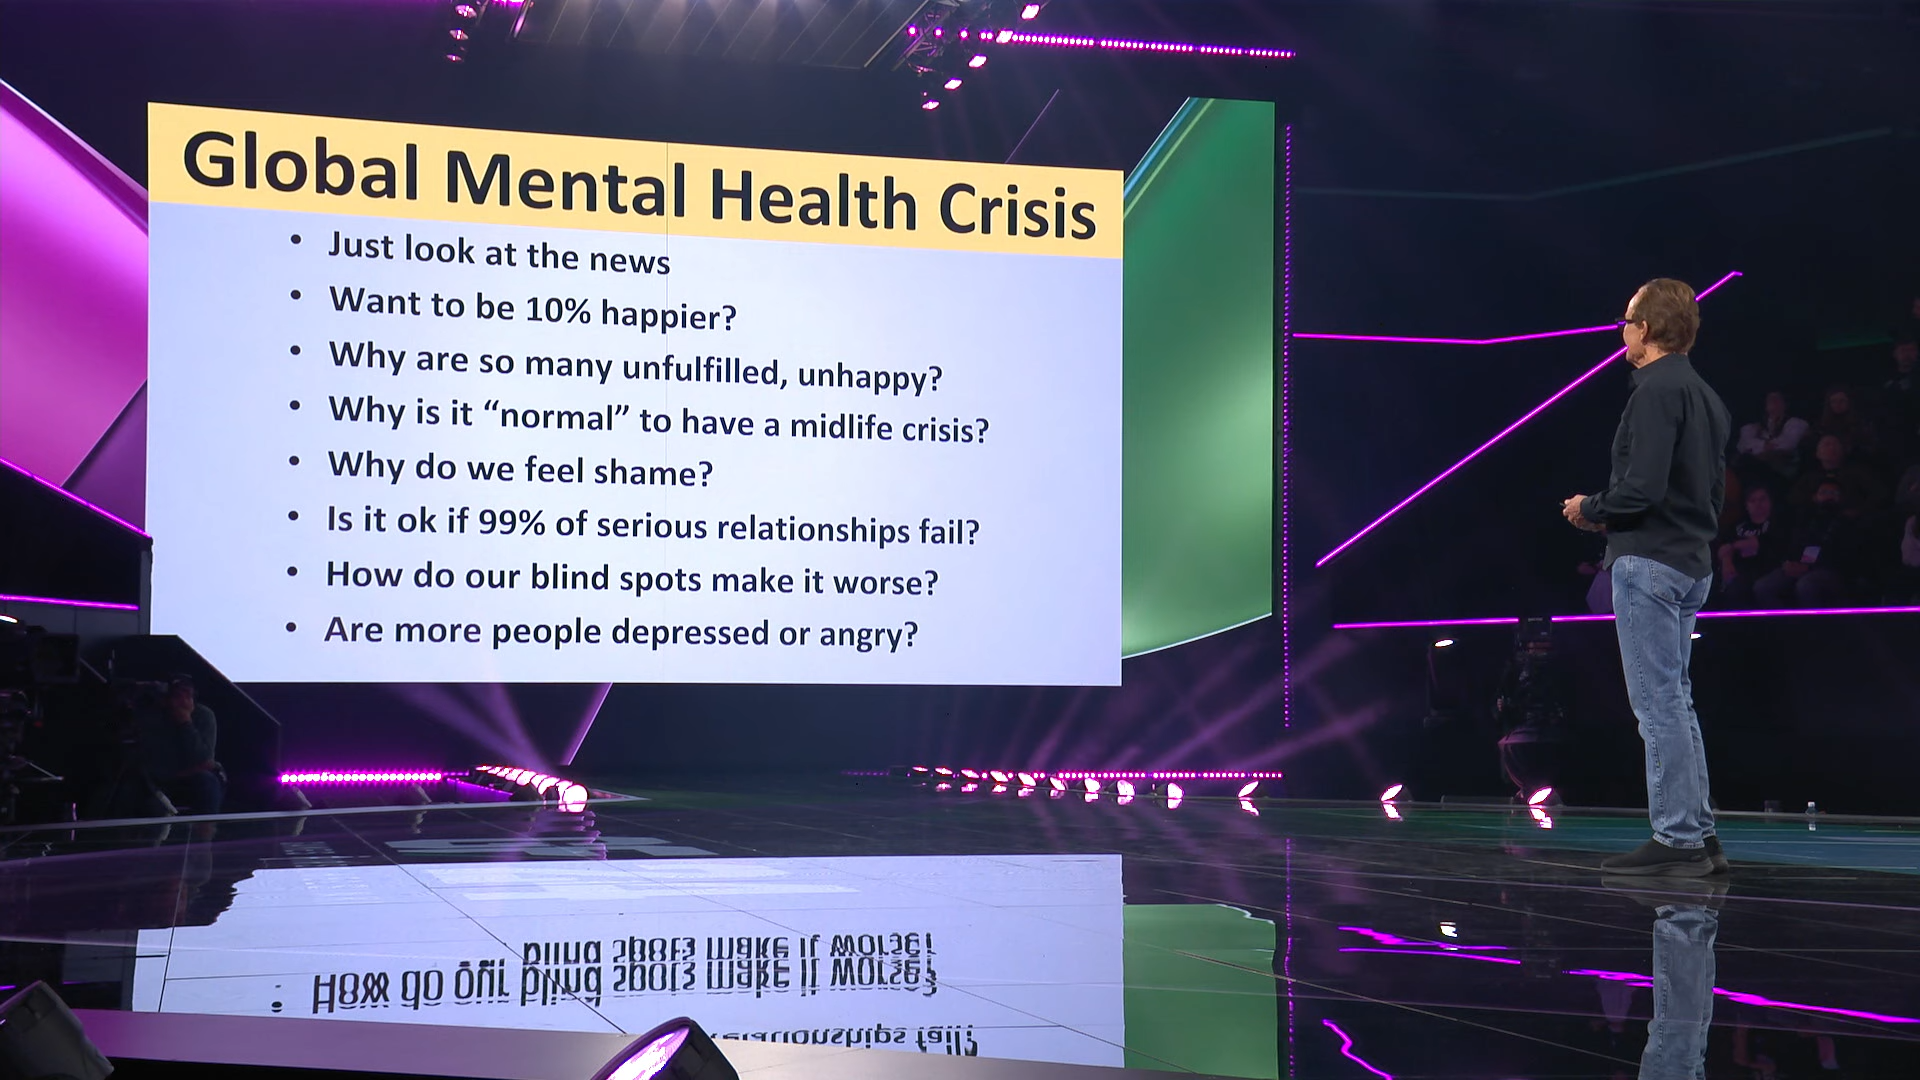 Global Mental Health Crisis
• Just look at the news
• Want to be 10% happier?
• Why are so many unfulfilled, unhappy?
• Why is it “normal” to have a midlife crisis?
• Why do we feel shame?
• Is it ok if 99% of serious relationships fail?
• How do our blind spots make it worse?
• Are more people depressed or angry?